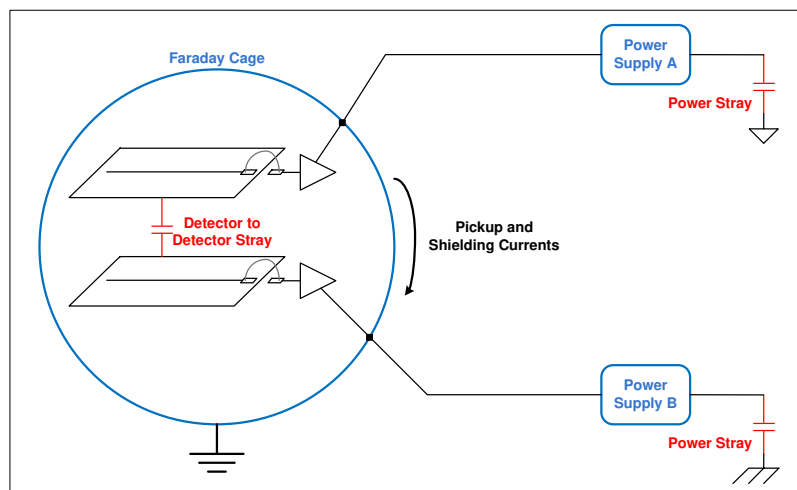 Faraday Cage
Power
Supply A
Power Stray
Detector to
Detector Stray
Pickup and
Shielding Currents
Power
Supply B
Power Stray